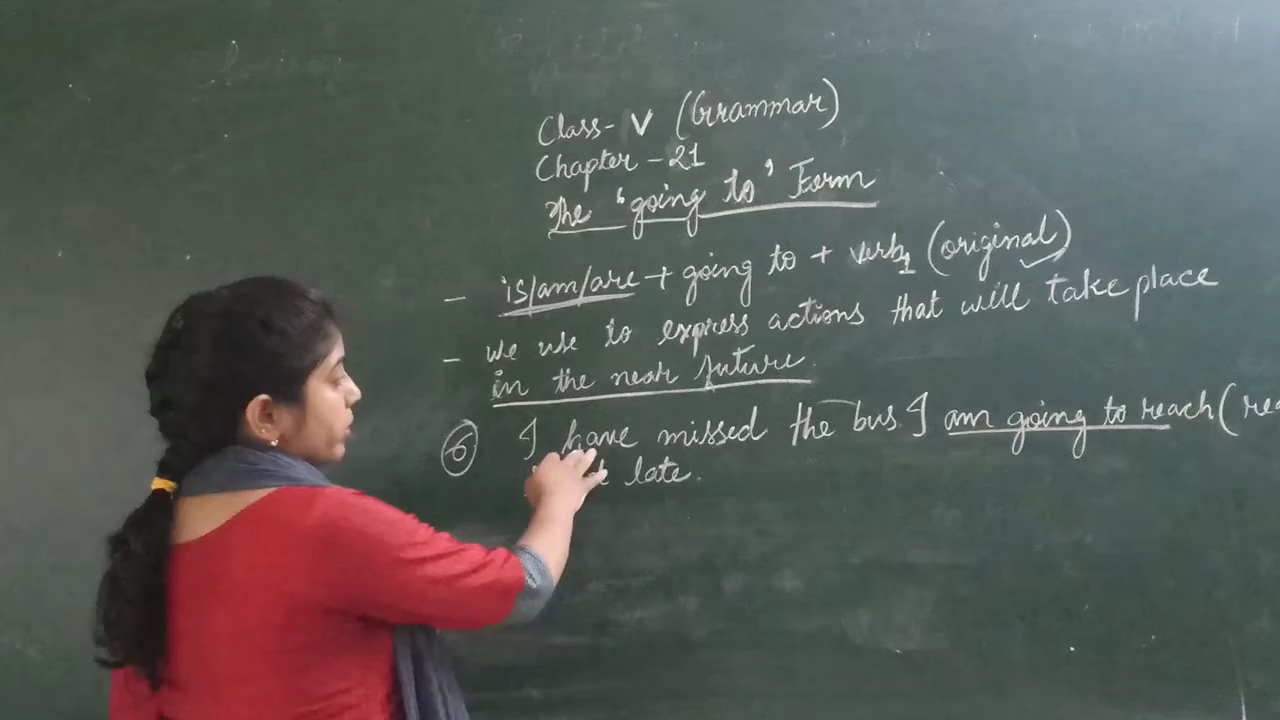 Class- V (Grammar)
Chapter - 21
The 'going to' Form
- is/am/are + going to + verb1 (original)
- we use to express actions that will take place
in the near future.
6 I have missed the bus I am going to reach (
late.